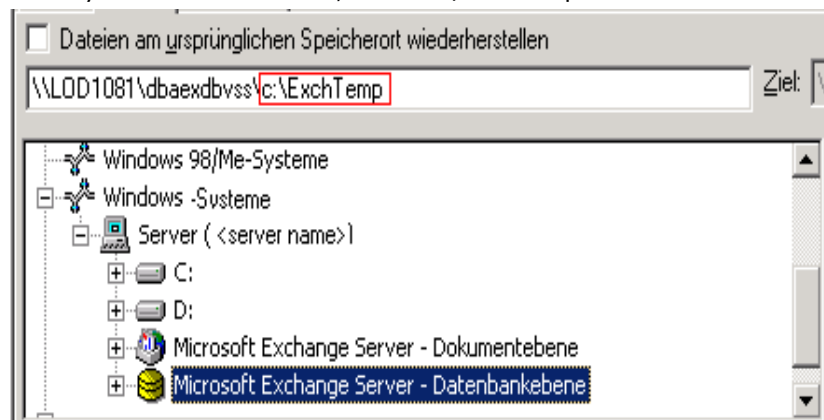 Dateien am ursprünglichen Speicherort wiederherstellen
\\LOD1081\dbaexdbvss\c:\ExchTemp
Ziel:
Windows 98/Me-Systeme
Windows -Systeme
Server ( <server name>)
C:
D:
Microsoft Exchange Server - Dokumentebene
Microsoft Exchange Server - Datenbankebene